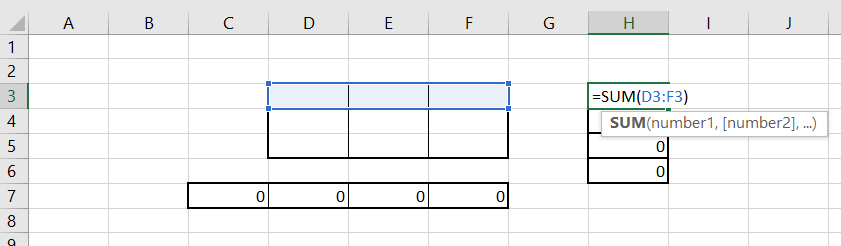 A B C D E F G H I J
1
2
3 =SUM(D3:F3)
4 SUM(number1, [number2], ...)
5 0
6 0
7 0 0 0 0
8
9